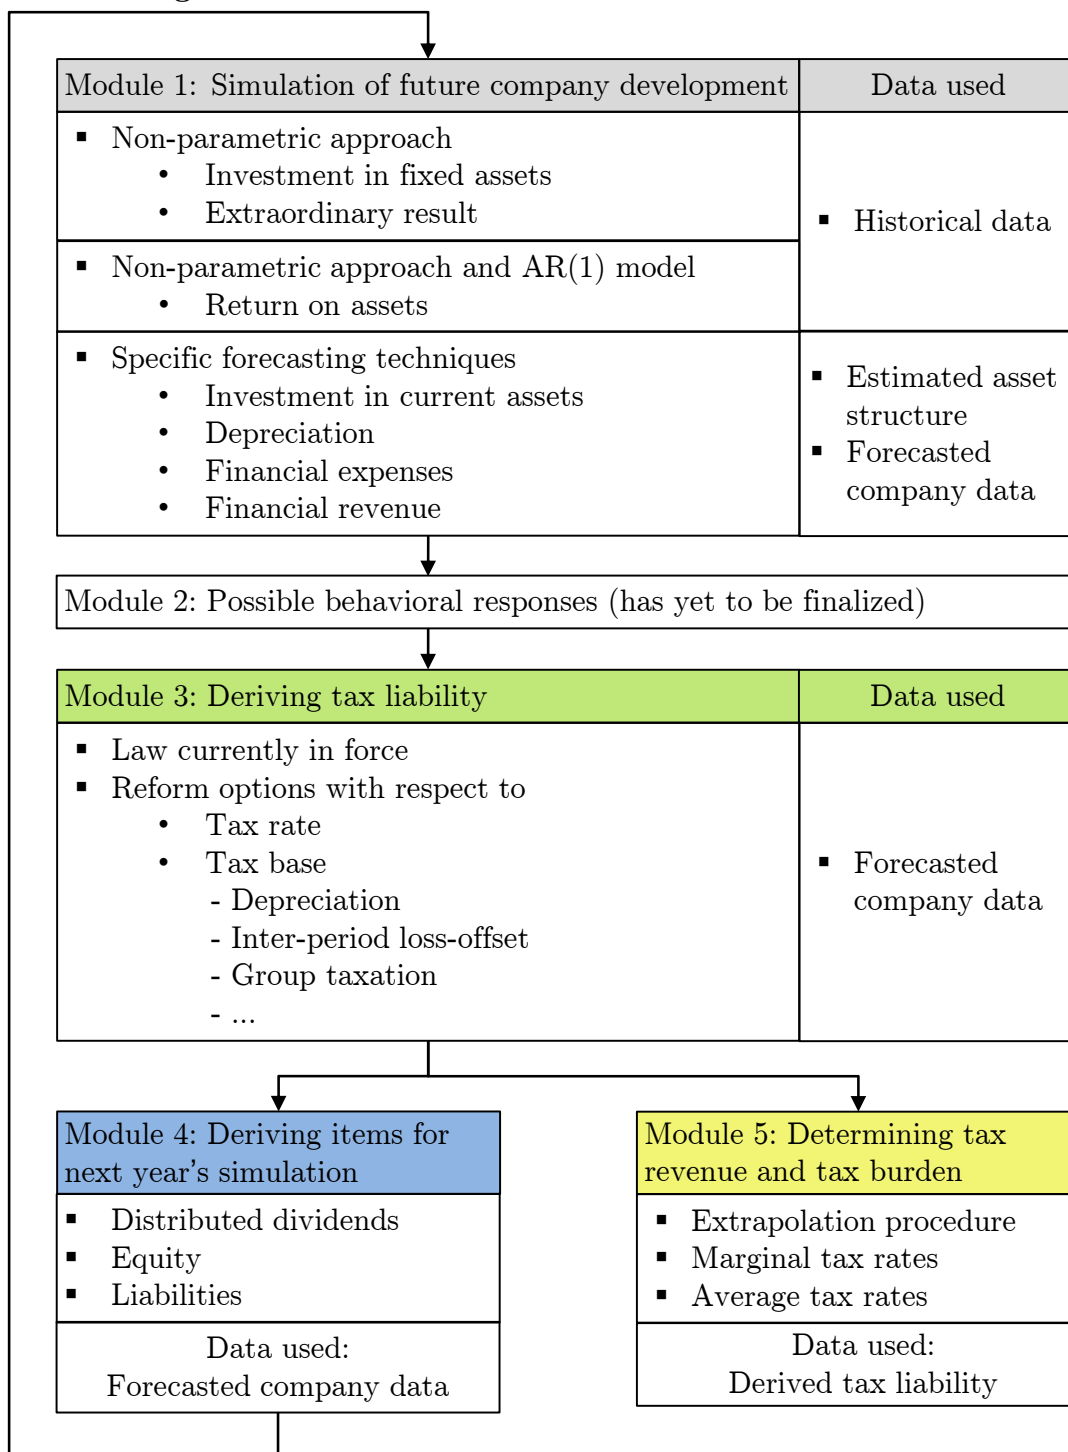 Module 1: Simulation of future company development
Data used
▪ Non-parametric approach
• Investment in fixed assets
• Extraordinary result
▪ Historical data
▪ Non-parametric approach and AR(1) model
• Return on assets
▪ Specific forecasting techniques
• Investment in current assets
• Depreciation
• Financial expenses
• Financial revenue
▪ Estimated asset
structure
▪ Forecasted
company data
Module 2: Possible behavioral responses (has yet to be finalized)
Module 3: Deriving tax liability
Data used
▪ Law currently in force
▪ Reform options with respect to
• Tax rate
• Tax base
- Depreciation
- Inter-period loss-offset
- Group taxation
- ...
▪ Forecasted
company data
Module 4: Deriving items for
next year's simulation
▪ Distributed dividends
▪ Equity
▪ Liabilities
Data used:
Forecasted company data
Module 5: Determining tax
revenue and tax burden
▪ Extrapolation procedure
▪ Marginal tax rates
▪ Average tax rates
Data used:
Derived tax liability